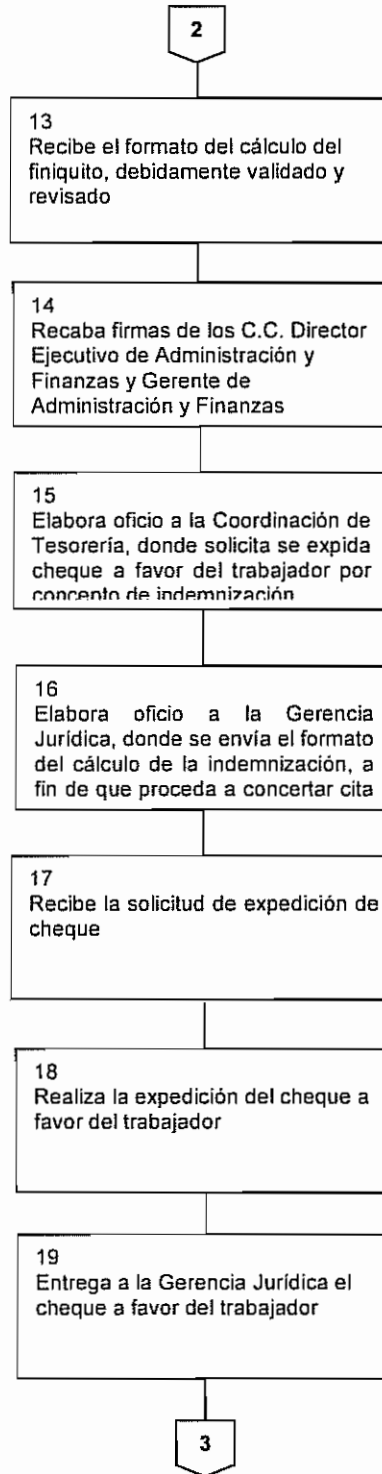 2
13
Recibe el formato del cálculo del
finiquito, debidamente validado y
revisado
14
Recaba firmas de los C.C. Director
Ejecutivo de Administración y
Finanzas y Gerente de
Administración y Finanzas
15
Elabora oficio a la Coordinación de
Tesorería, donde solicita se expida
cheque a favor del trabajador por
concepto de indemnización
16
Elabora oficio a la Gerencia
Jurídica, donde se envía el formato
del cálculo de la indemnización, a
fin de que proceda a concertar cita
17
Recibe la solicitud de expedición de
cheque
18
Realiza la expedición del cheque a
favor del trabajador
19
Entrega a la Gerencia Jurídica el
cheque a favor del trabajador
3